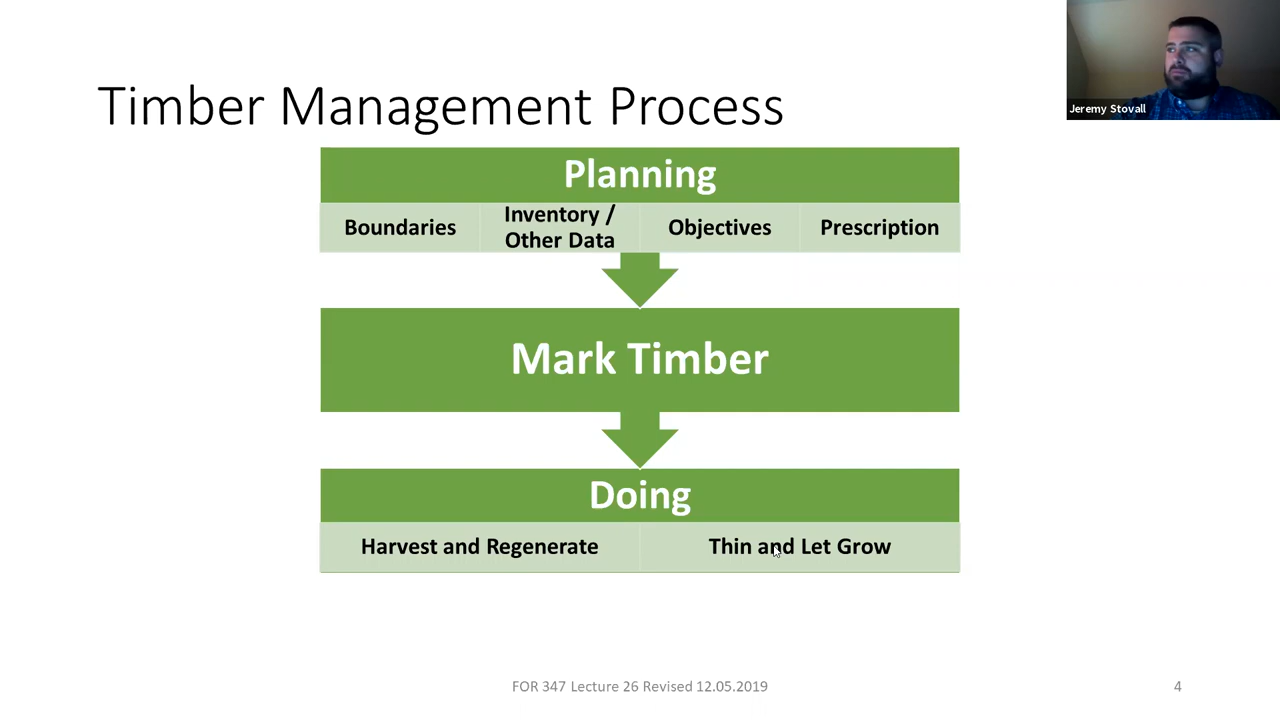 Jeremy Stovall
Timber Management Process
Planning
Boundaries
Inventory /
Other Data
Objectives
Prescription
Mark Timber
Doing
Harvest and Regenerate
Thin and Let Grow
FOR 347 Lecture 26 Revised 12.05.2019
4